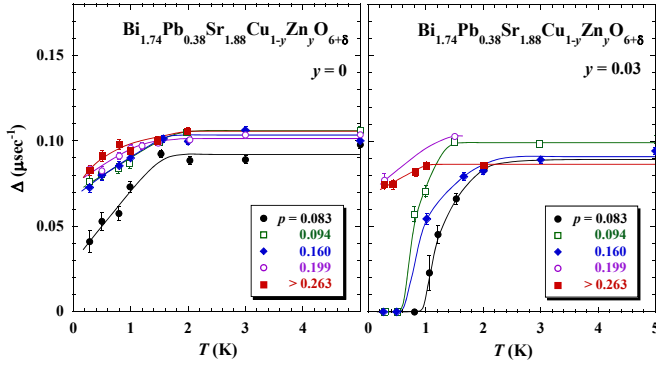 Bi1.74Pb0.38Sr1.88Cu1-yZnyO6+δ
y = 0
Δ (μsec-1)
0.18
0.10
0.05
0
p = 0.083
0.094
0.160
0.199
> 0.263
0 1 2 3 4 5
T (K)
Bi1.74Pb0.38Sr1.88Cu1-yZnyO6+δ
y = 0.03
p = 0.083
0.094
0.160
0.199
> 0.263
0 1 2 3 4 5
T (K)